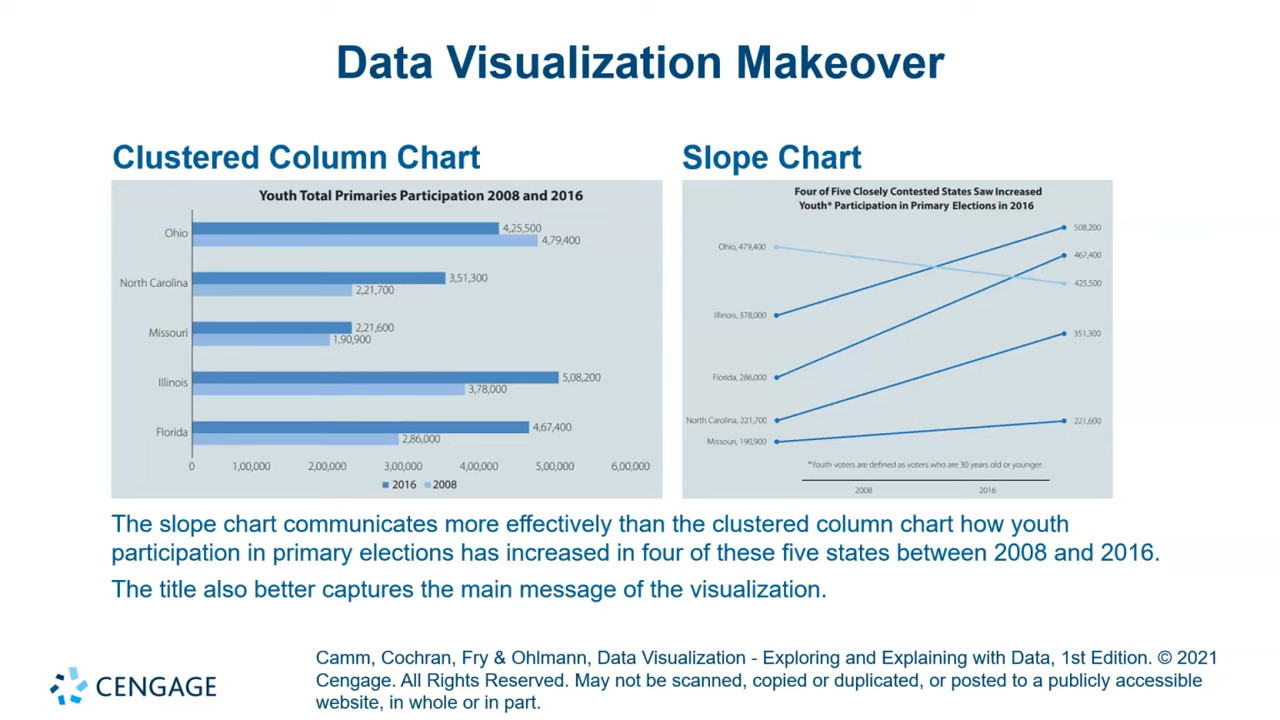 Data Visualization Makeover
Clustered Column Chart
Youth Total Primaries Participation 2008 and 2016
Ohio
4,25,500
4,79,400
North Carolina
3,51,300
2,21,700
Missouri
2,21,600
1,90,900
Illinois
5,08,200
3,78,000
Florida
4,67,400
2,86,000
0 1,00,000 2,00,000 3,00,000 4,00,000 5,00,000 6,00,000
2016 2008
Slope Chart
Four of Five Closely Contested States Saw Increased
Youth* Participation in Primary Elections in 2016
508,200
Ohio, 479,400
467,400
425,500
Illinois, 378,000
351,300
Florida, 286,000
North Carolina, 221,700
221,600
Missouri, 190,900
*Youth voters are defined as voters who are 30 years old or younger.
2008 2016
The slope chart communicates more effectively than the clustered column chart how youth
participation in primary elections has increased in four of these five states between 2008 and 2016.
The title also better captures the main message of the visualization.
CENGAGE
Camm, Cochran, Fry & Ohlmann, Data Visualization - Exploring and Explaining with Data, 1st Edition. © 2021
Cengage. All Rights Reserved. May not be scanned, copied or duplicated, or posted to a publicly accessible
website, in whole or in part.